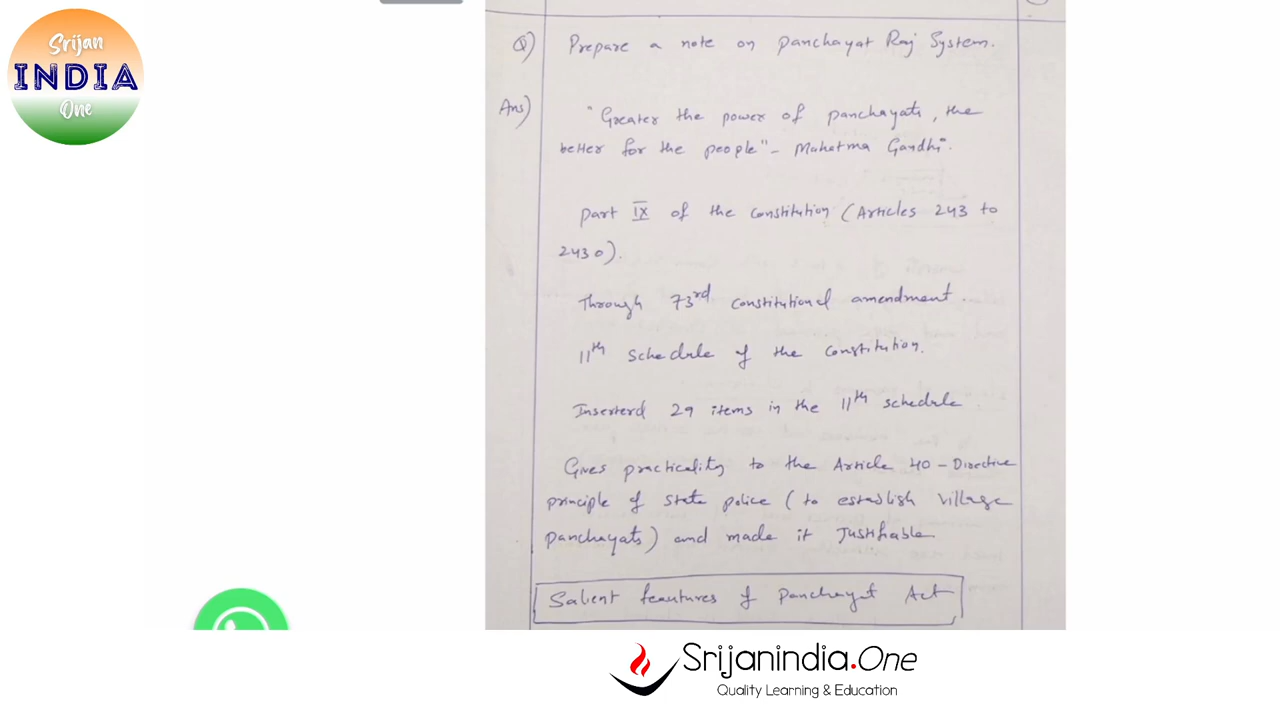 Srijan
INDIA
One
Q) Prepare a note on Panchayat Raj System.
Ans) "Greater the power of panchayats, the
better for the people" - Mahatma Gandhi".
Part IX of the constitution (Articles 243 to
243 o).
Through 73rd constitutional amendment.
11th schedule of the constitution.
Inserterd 29 items in the 11th schedule.
Gives practicality to the Article 40 - Directive
principle of state police (to establish village
panchayats) and made it Justifiable.
Salient feautures of Panchayat Act
Srijanindia.One
Quality Learning & Education